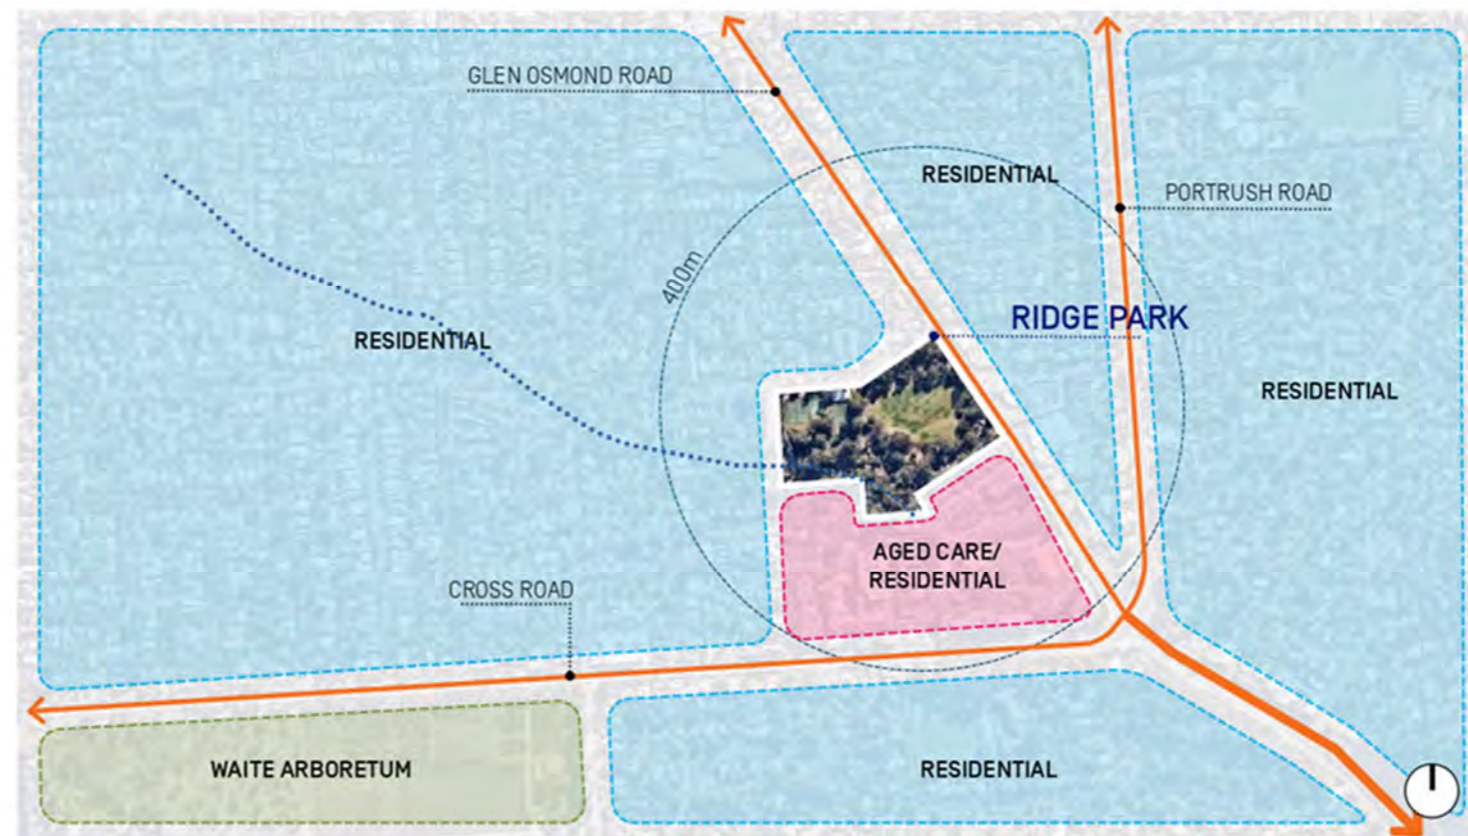 GLEN OSMOND ROAD
RESIDENTIAL
PORTRUSH ROAD
400m
RIDGE PARK
RESIDENTIAL
RESIDENTIAL
AGED CARE/
RESIDENTIAL
CROSS ROAD
WAITE ARBORETUM
RESIDENTIAL